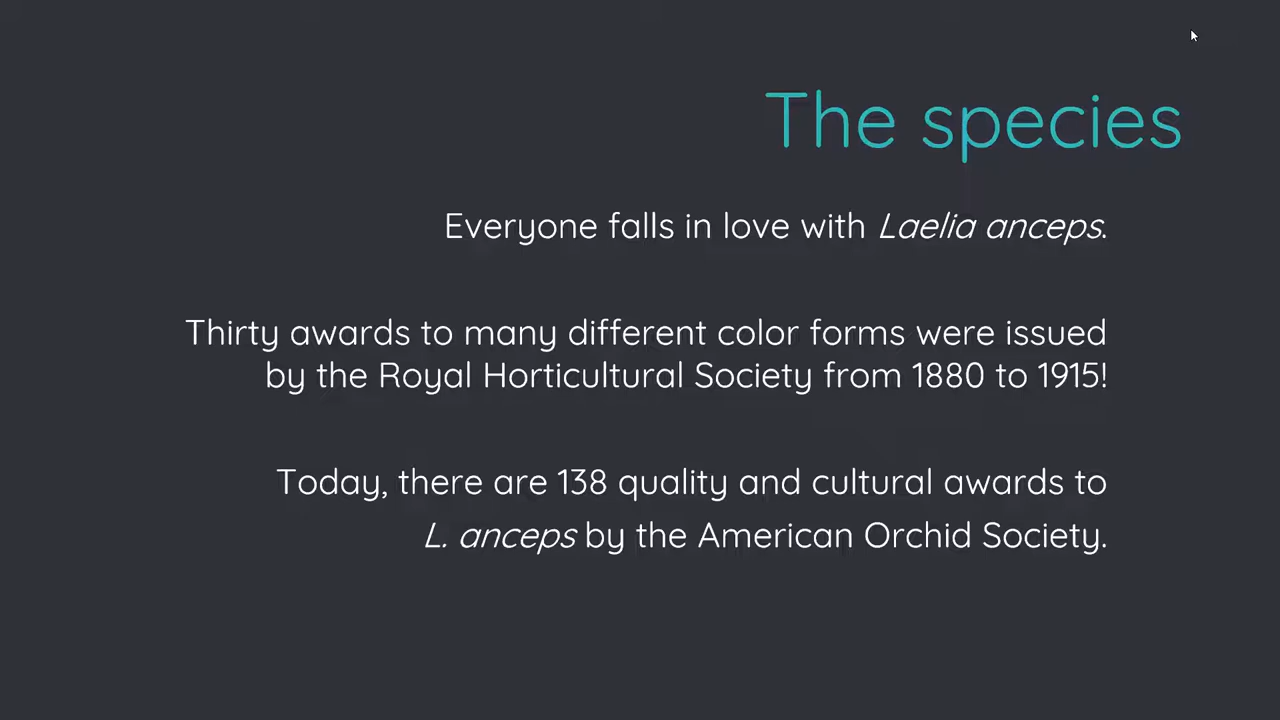 The species
Everyone falls in love with Laelia anceps.
Thirty awards to many different color forms were issued
by the Royal Horticultural Society from 1880 to 1915!
Today, there are 138 quality and cultural awards to
L. anceps by the American Orchid Society.